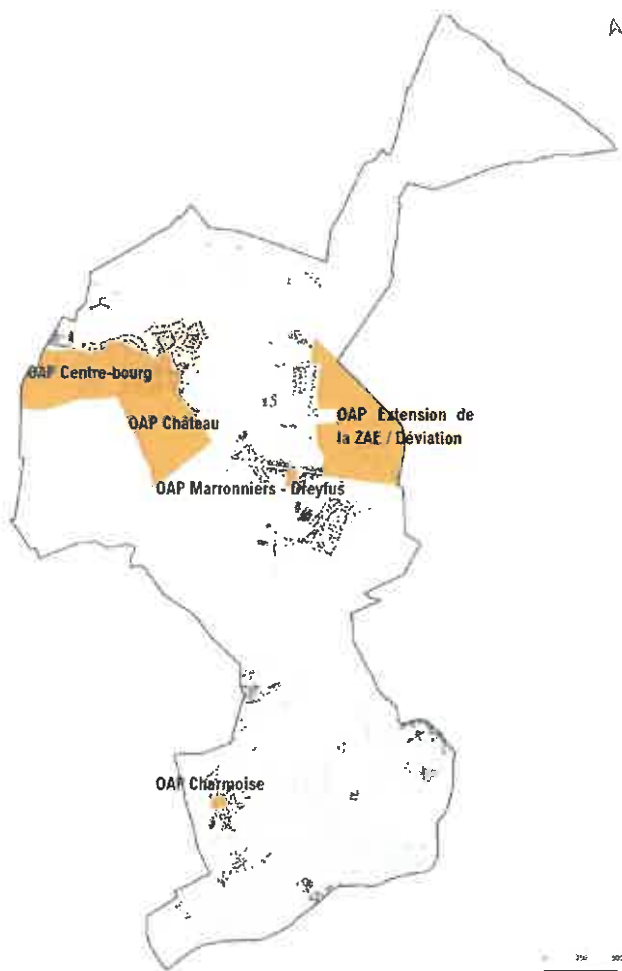 OAP Centre-bourg
OAP Château
OAP Extension de
la ZAE / Déviation
OAP Marronniers - Dreyfus
OAP Charmoise